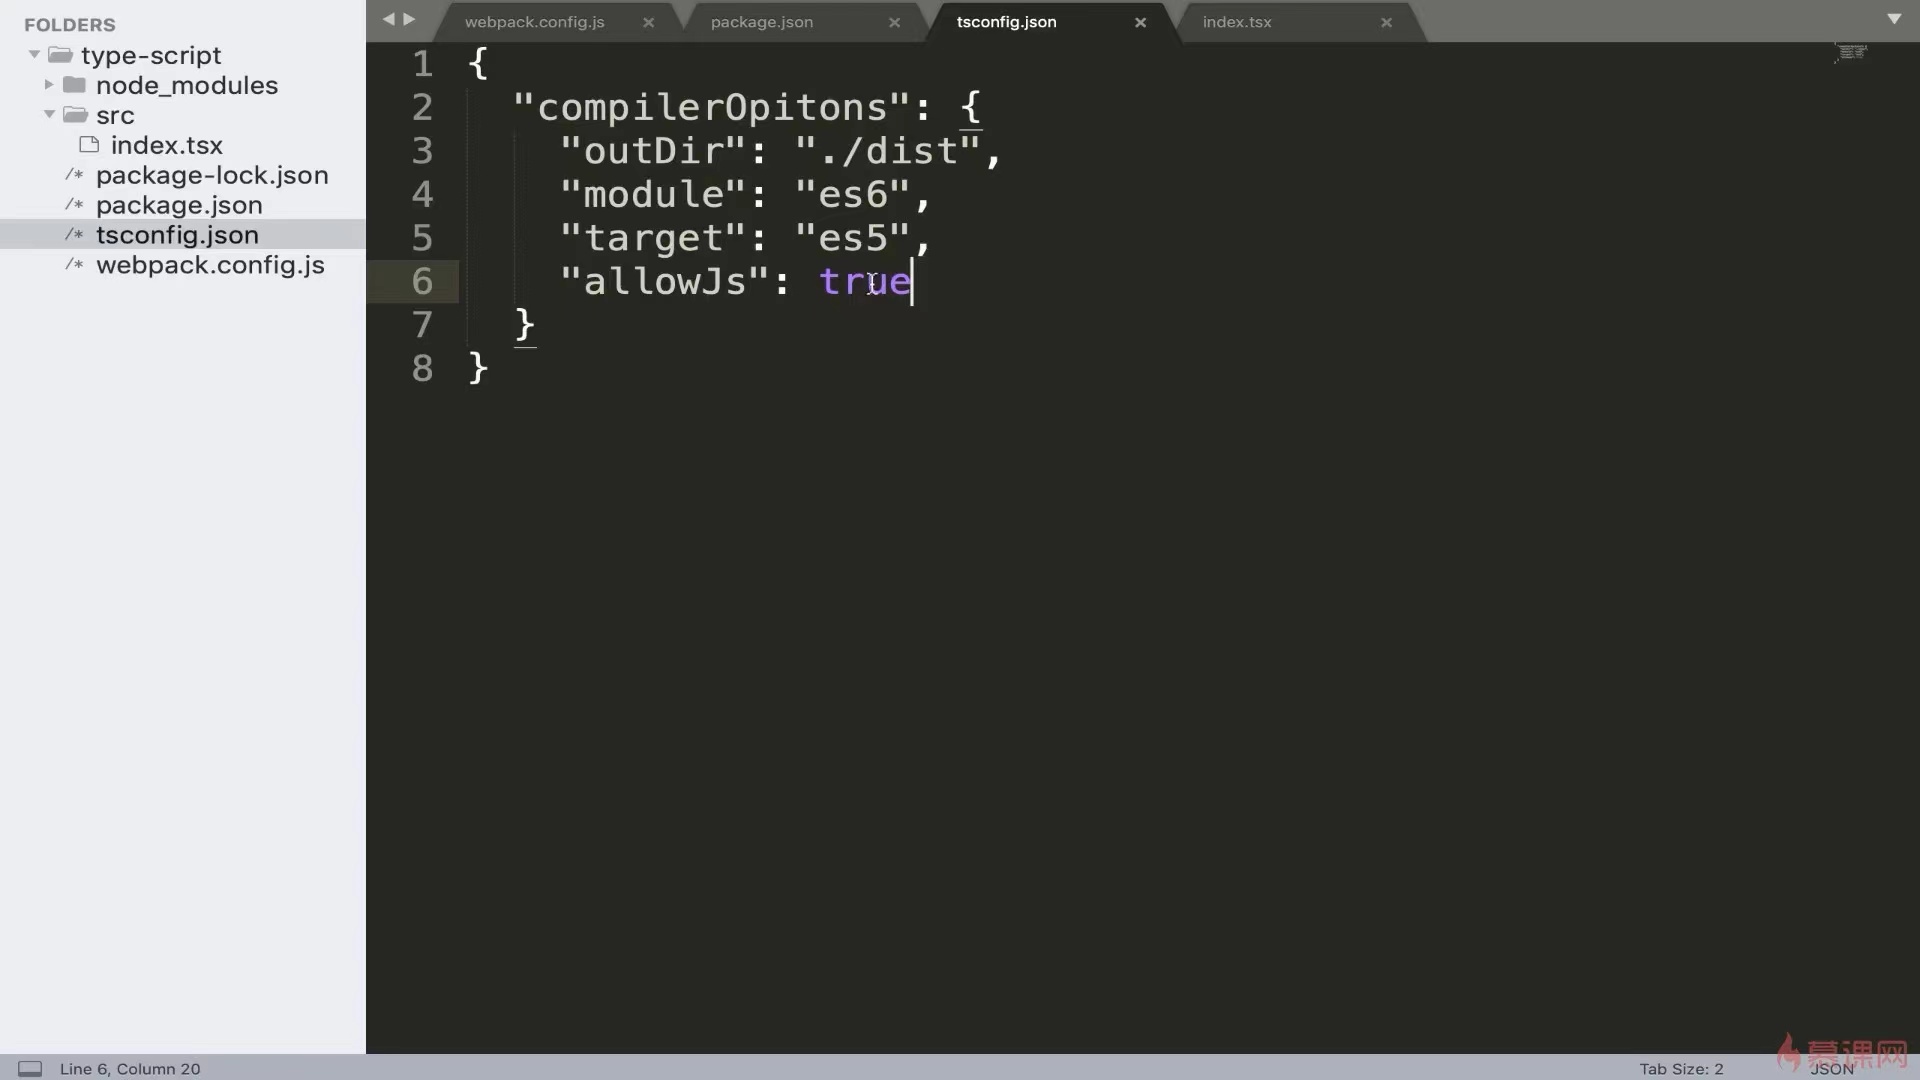 FOLDERS
type-script
node_modules
src
index.tsx
/* package-lock.json
/* package.json
/* tsconfig.json
/* webpack.config.js
webpack.config.js × package.json × tsconfig.json × index.tsx ×
1 {
2 "compilerOpitons": {
3 "outDir": "./dist",
4 "module": "es6",
5 "target": "es5",
6 "allowJs": true
7 }
8 }
Line 6, Column 20
Tab Size: 2
JSON
慕课网